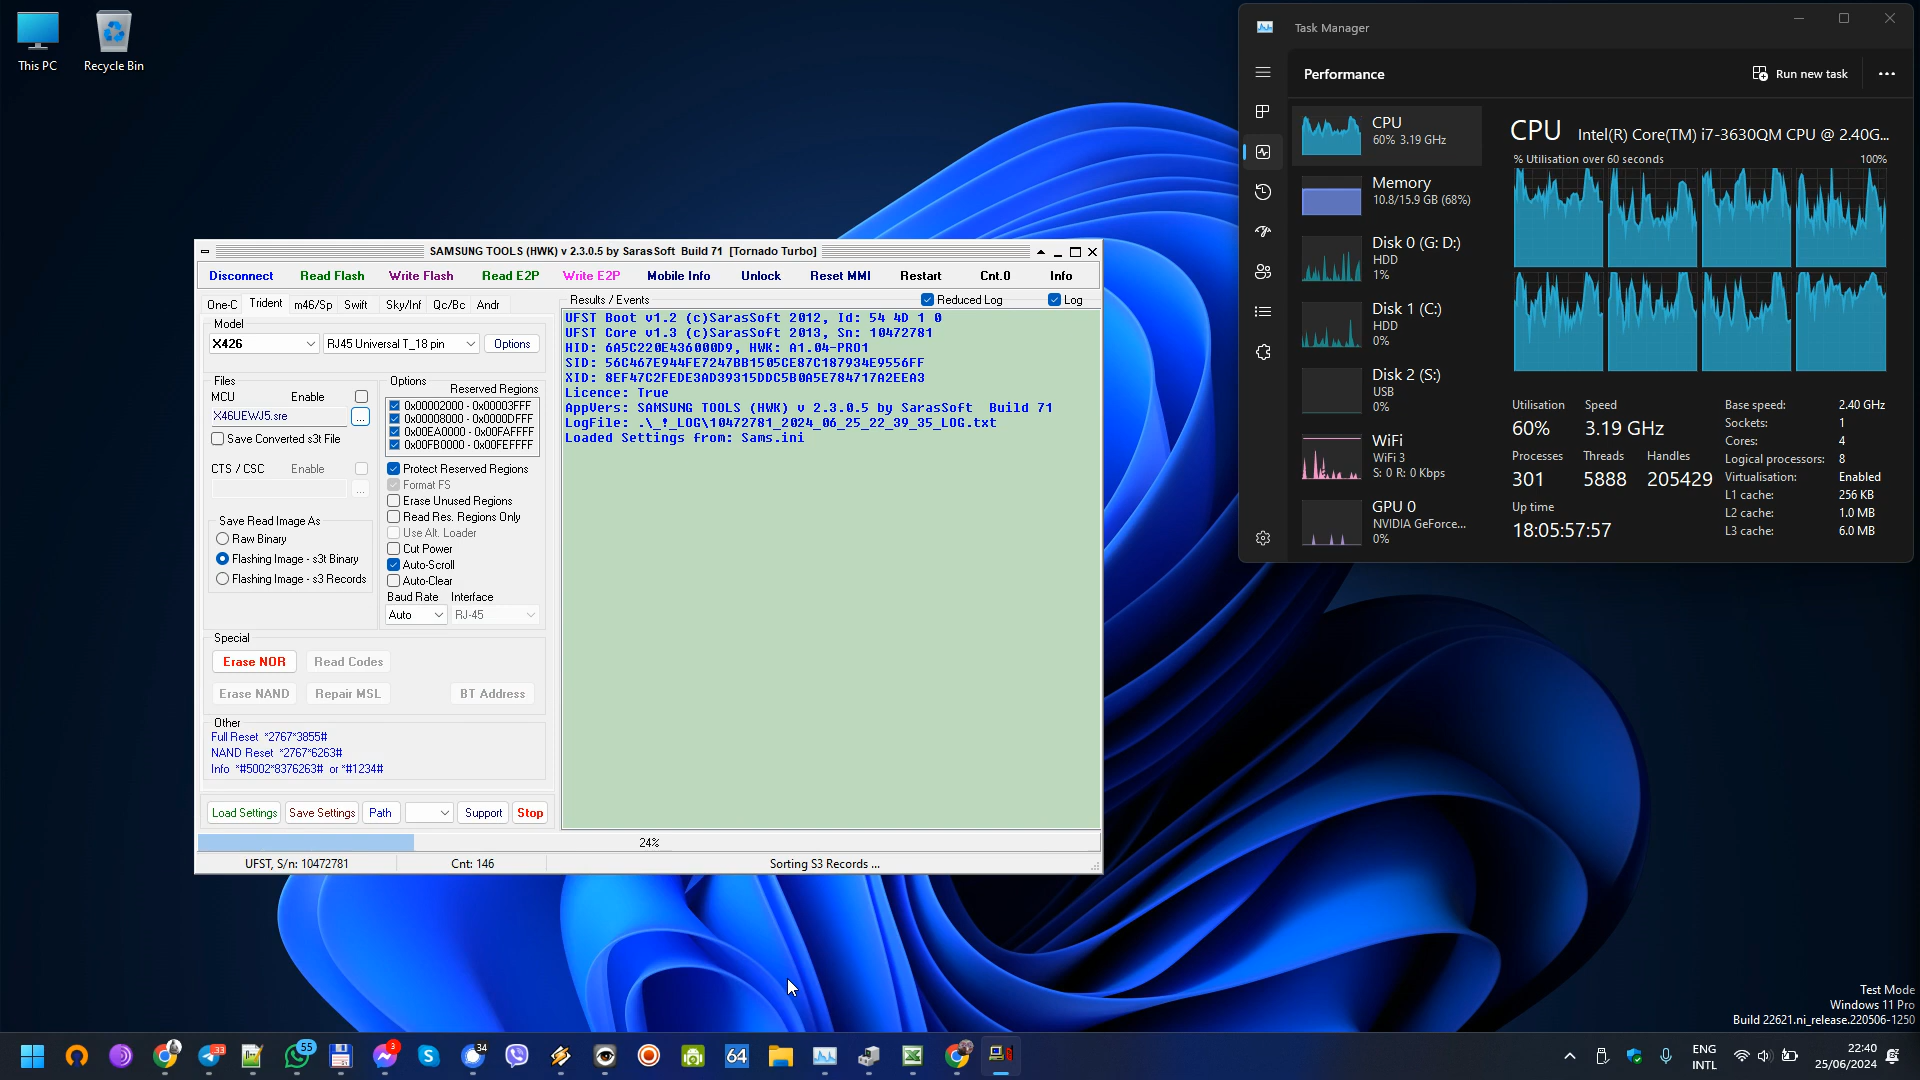 This PC
Recycle Bin
SAMSUNG TOOLS (HWK) v 2.3.0.5 by SarasSoft Build 71 [Tornado Turbo]
Disconnect
Read Flash
Write Flash
Read E2P
Write E2P
Mobile Info
Unlock
Reset MMI
Restart
Cnt.0
Info
One-C
Trident
m46/Sp
Swift
Sky/Inf
Qc/Bc
Andr
Results / Events
Reduced Log
Log
Model
X426
RJ45 Universal T_18 pin
Options
Files
MCU
Enable
X46UEWJ5.sre
...
Save Converted s3t File
CTS / CSC
Enable
...
Save Read Image As
Raw Binary
Flashing Image - s3t Binary
Flashing Image - s3 Records
Options
Reserved Regions
0x00002000 - 0x00003FFF
0x00008000 - 0x0000DFFF
0x00EA0000 - 0x00FAFFFF
0x00FB0000 - 0x00FEFFFF
Protect Reserved Regions
Format FS
Erase Unused Regions
Read Res. Regions Only
Use Alt. Loader
Cut Power
Auto-Scroll
Auto-Clear
Baud Rate
Interface
Auto
RJ-45
Special
Erase NOR
Read Codes
Erase NAND
Repair MSL
BT Address
Other
Full Reset *2767*3855#
NAND Reset *2767*6263#
Info *#5002*8376263# or *#1234#
Load Settings
Save Settings
Path
Support
Stop
UFST Boot v1.2 (c)SarasSoft 2012, Id: 54 4D 1 0
UFST Core v1.3 (c)SarasSoft 2013, Sn: 10472781
HID: 6A5C220E436000D9, HWK: A1.04-PRO1
SID: 56C467E944FE7247BB1505CE87C187934E9556FF
XID: 8EF47C2FEDE3AD39315DDC5B0A5E784717A2EEA3
Licence: True
AppVers: SAMSUNG TOOLS (HWK) v 2.3.0.5 by SarasSoft  Build 71
LogFile: .\_!_LOG\10472781_2024_06_25_22_39_35_LOG.txt
Loaded Settings from: Sams.ini
24%
UFST, S/n: 10472781
Cnt: 146
Sorting S3 Records ...
Task Manager
Performance
Run new task
CPU
60% 3.19 GHz
Memory
10.8/15.9 GB (68%)
Disk 0 (G: D:)
HDD
1%
Disk 1 (C:)
HDD
0%
Disk 2 (S:)
USB
0%
WiFi
WiFi 3
S: 0 R: 0 Kbps
GPU 0
NVIDIA GeForce...
0%
CPU
Intel(R) Core(TM) i7-3630QM CPU @ 2.40G...
% Utilisation over 60 seconds
100%
Utilisation
Speed
60%
3.19 GHz
Processes
Threads
Handles
301
5888
205429
Up time
18:05:57:57
Base speed:
2.40 GHz
Sockets:
1
Cores:
4
Logical processors:
8
Virtualisation:
Enabled
L1 cache:
256 KB
L2 cache:
1.0 MB
L3 cache:
6.0 MB
Test Mode
Windows 11 Pro
Build 22621.ni_release.220506-1250
33
55
3
34
64
ENG
INTL
22:40
25/06/2024